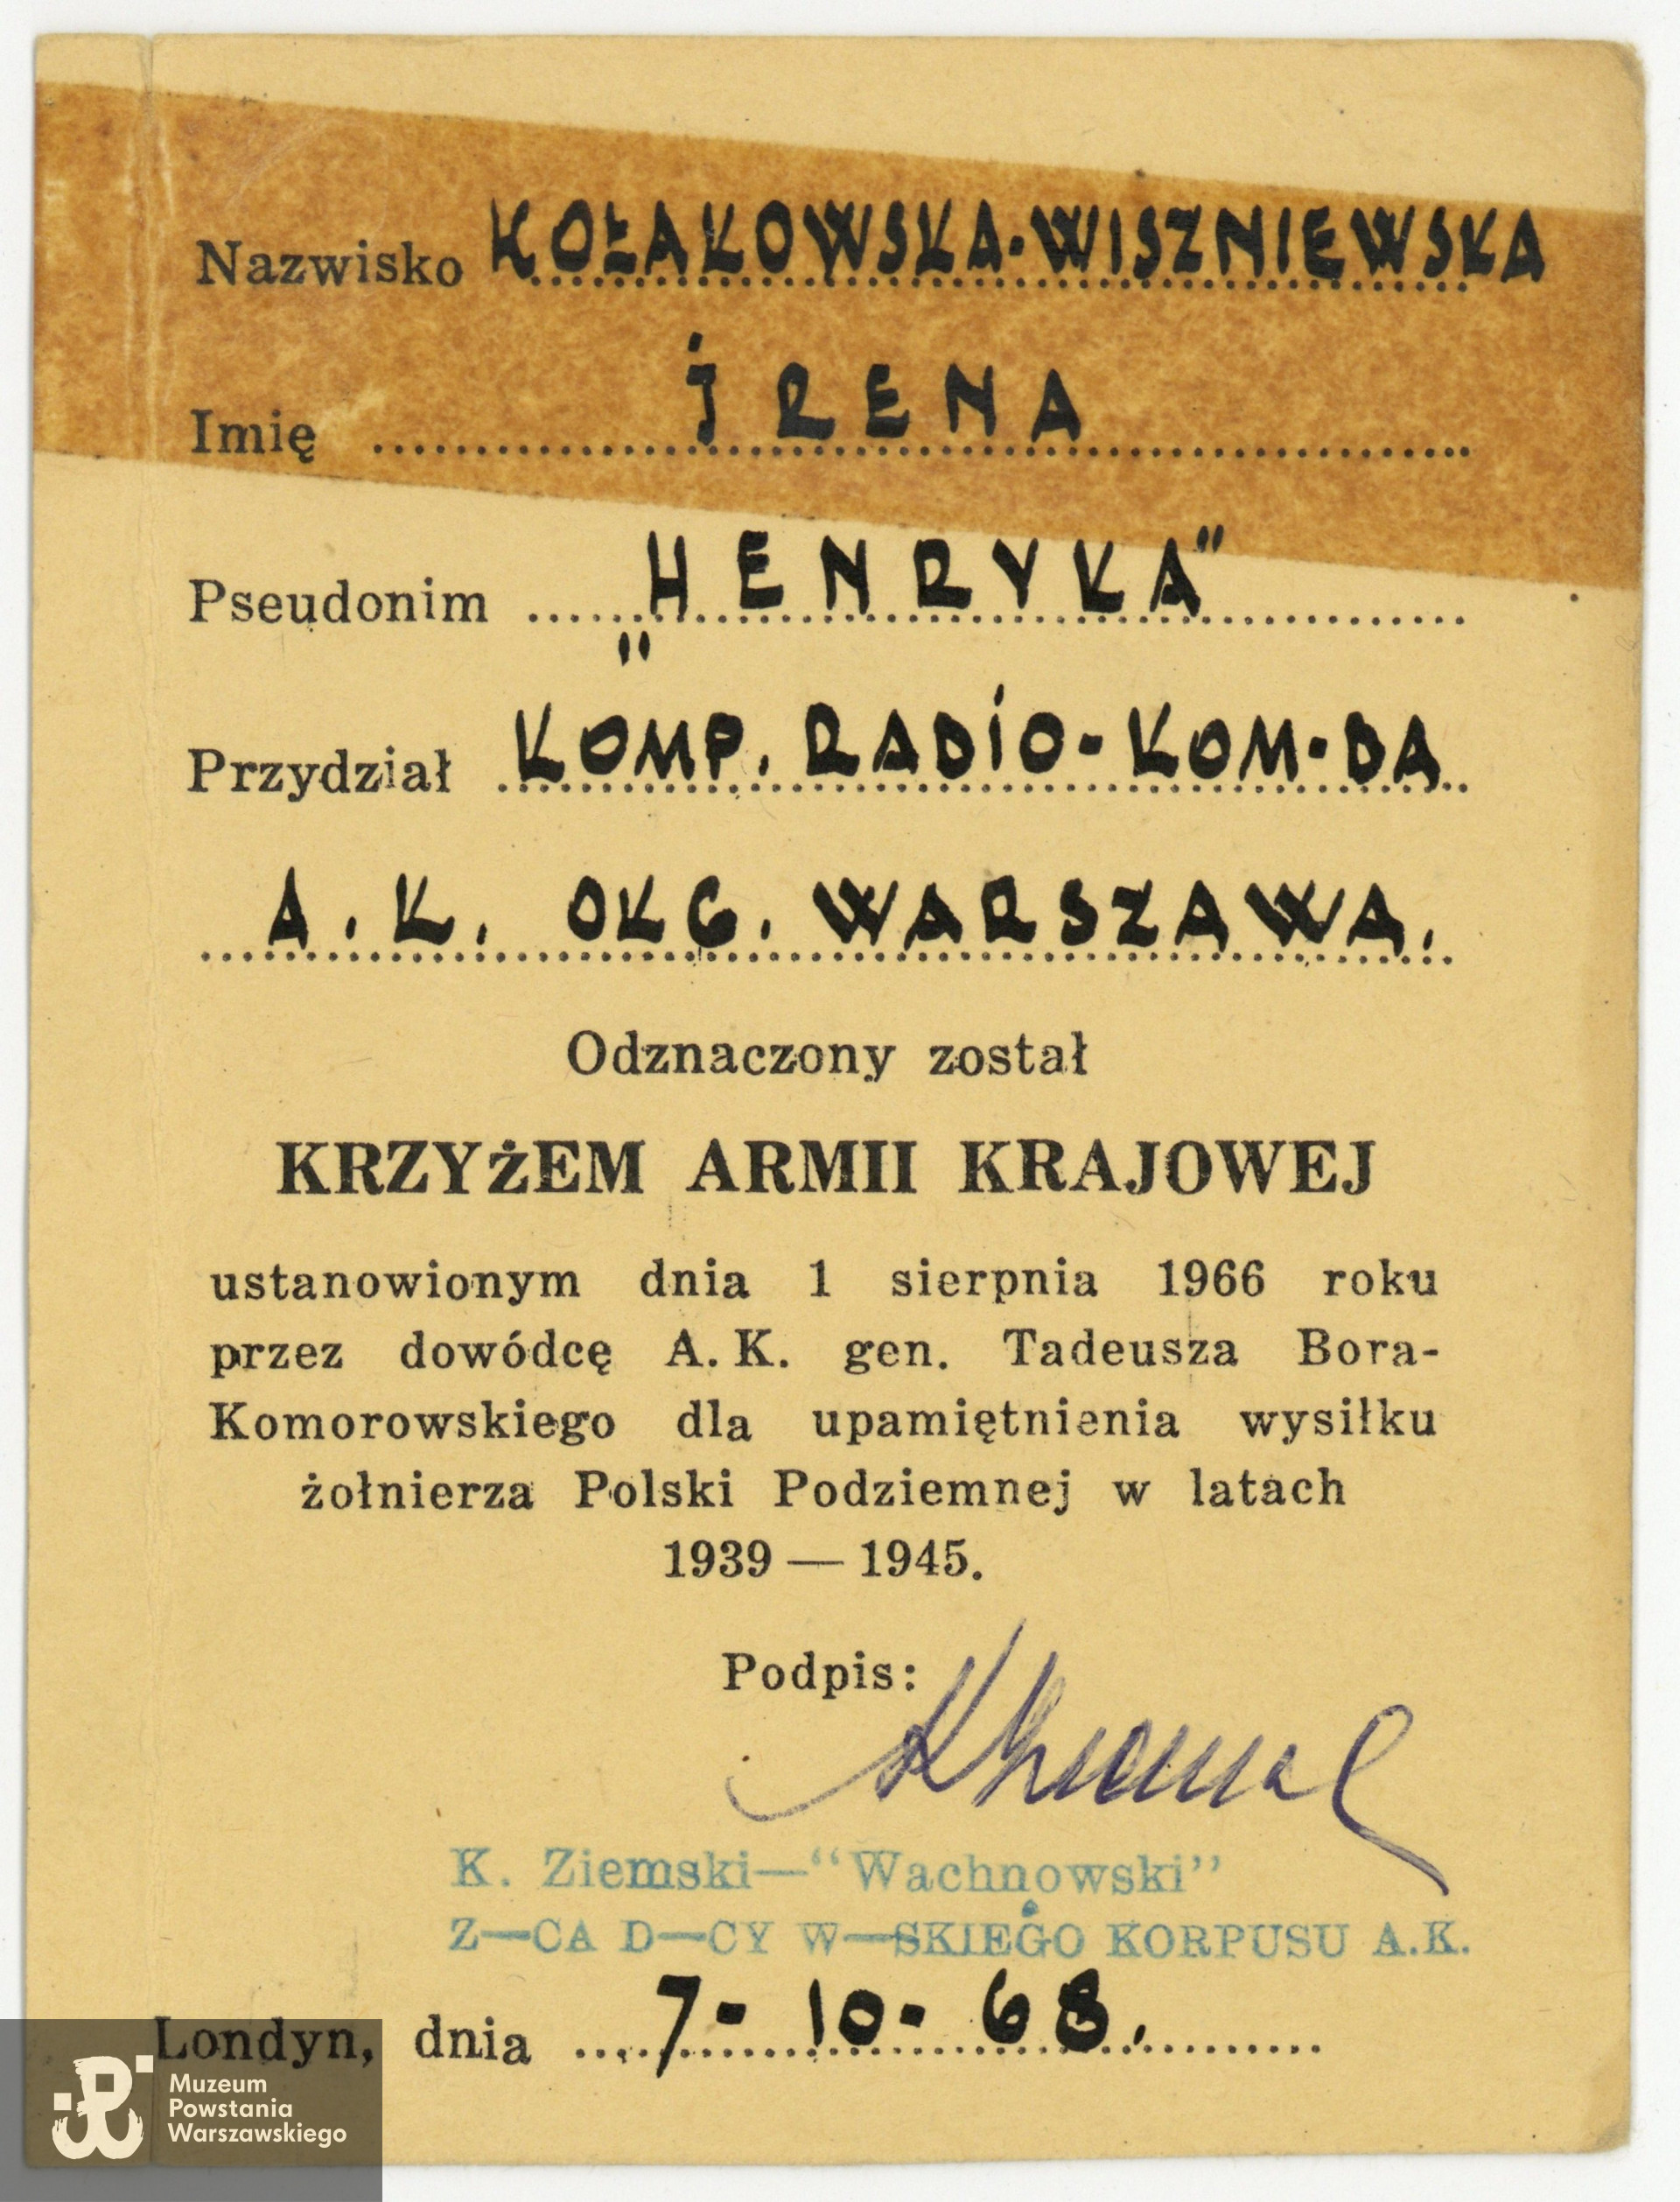 Nazwisko KOŁAKOWSKA-WISZNIEWSKA
Imię IRENA
Pseudonim „HENRYKA"
Przydział KOMP. RADIO-KOM-DA
A.K. OKG. WARSZAWA.
Odznaczony został
KRZYżEM ARMII KRAJOWEJ
ustanowionym dnia 1 sierpnia 1966 roku
przez dowódcę A. K. gen. Tadeusza Bora-
Komorowskiego dla upamiętnienia wysiłku
żołnierza Polski Podziemnej w latach
1939 — 1945.
Podpis:
K. Ziemski—"Wachnowski"
Z—CA D—CY W—SKIEGO KORPUSU A.K.
Londyn, dnia 7-10-68.
Muzeum
Powstania
Warszawskiego